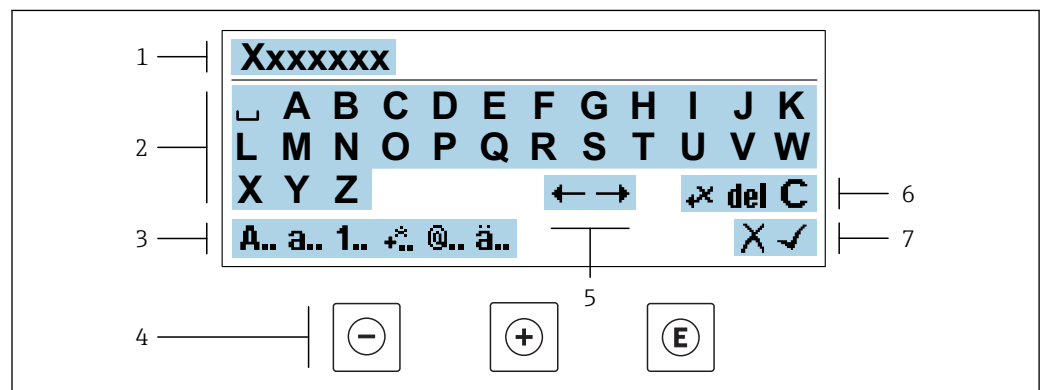 1 Xxxxxxx
␣ A B C D E F G H I J K
2 L M N O P Q R S T U V W
X Y Z ← → ↶x del C 6
3 A.. a.. 1.. +*.. @.. ä.. X ✓ 7
5
4 − + E